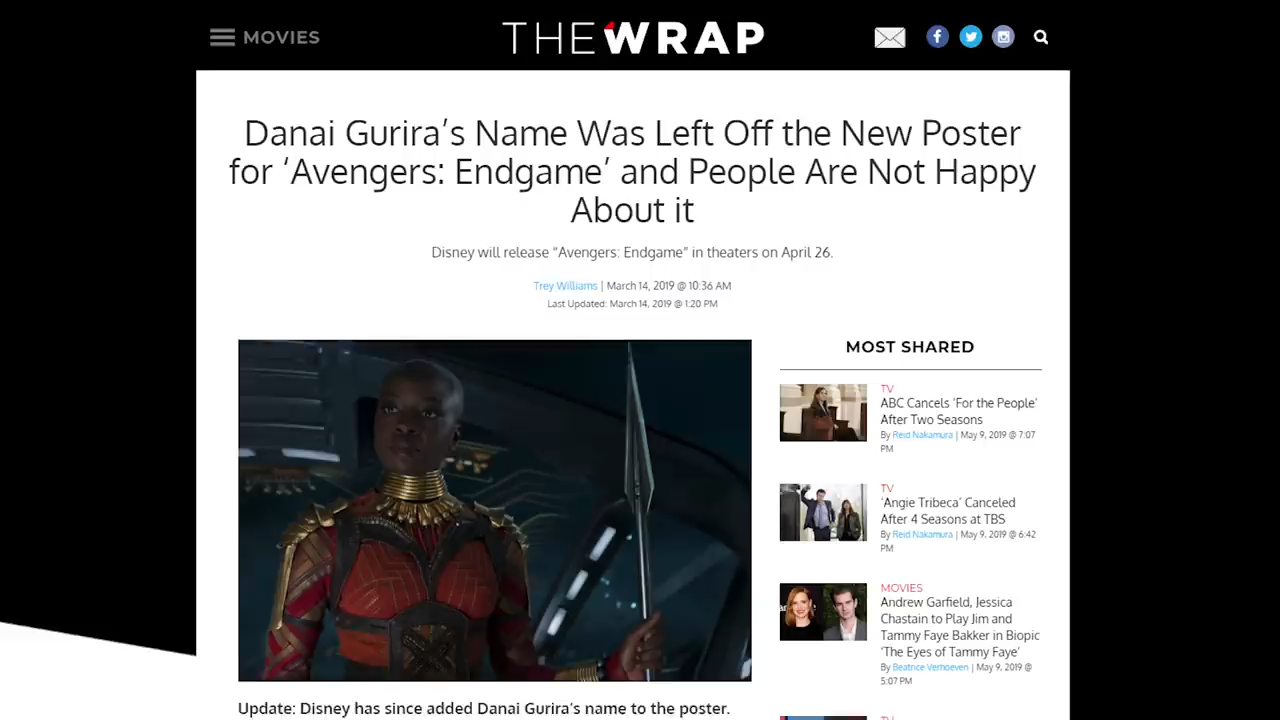 MOVIES
THE WRAP
Danai Gurira’s Name Was Left Off the New Poster
for ‘Avengers: Endgame’ and People Are Not Happy
About it
Disney will release “Avengers: Endgame” in theaters on April 26.
Trey Williams | March 14, 2019 @ 10:36 AM
Last Updated: March 14, 2019 @ 1:20 PM
Update: Disney has since added Danai Gurira’s name to the poster.
MOST SHARED
TV
ABC Cancels ‘For the People’
After Two Seasons
By Reid Nakamura | May 9, 2019 @ 7:07
PM
TV
‘Angie Tribeca’ Canceled
After 4 Seasons at TBS
By Reid Nakamura | May 9, 2019 @ 6:42
PM
MOVIES
Andrew Garfield, Jessica
Chastain to Play Jim and
Tammy Faye Bakker in Biopic
‘The Eyes of Tammy Faye’
By Beatrice Verhoeven | May 9, 2019 @
5:07 PM